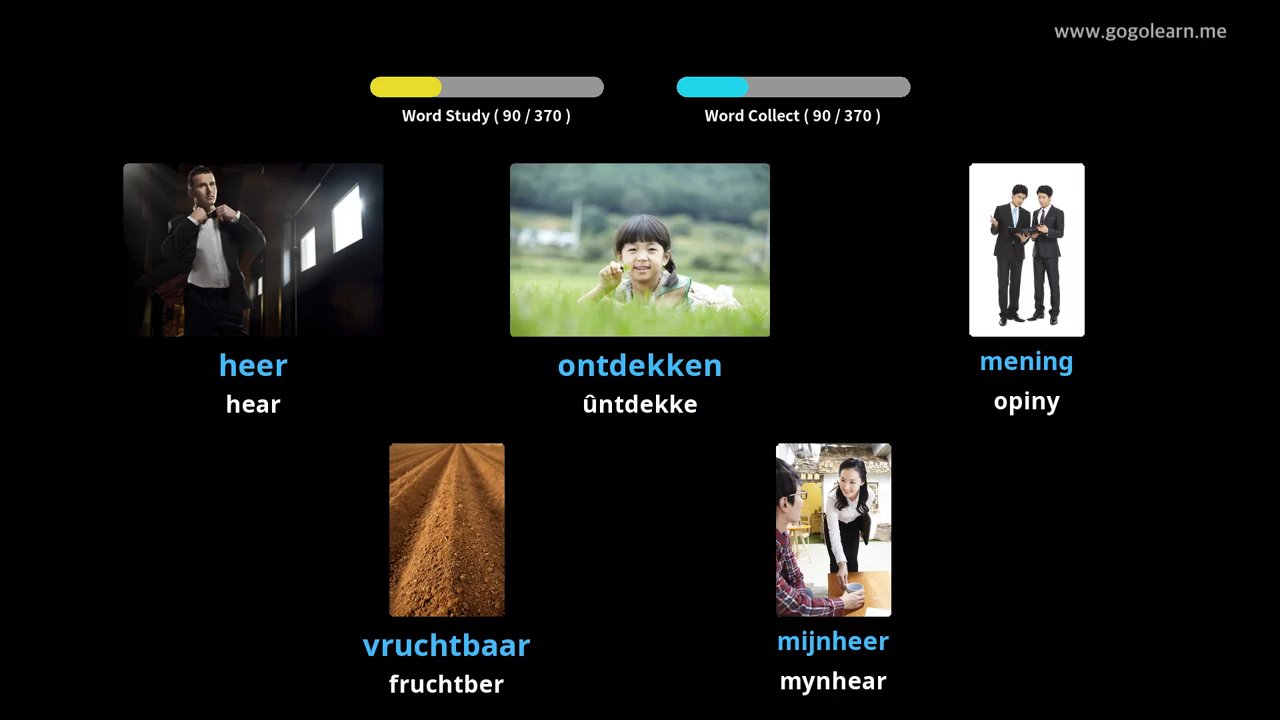 www.gogolearn.me
Word Study ( 90 / 370 )
Word Collect ( 90 / 370 )
heer
hear
ontdekken
ûntdekke
mening
opiny
vruchtbaar
fruchtber
mijnheer
mynhear